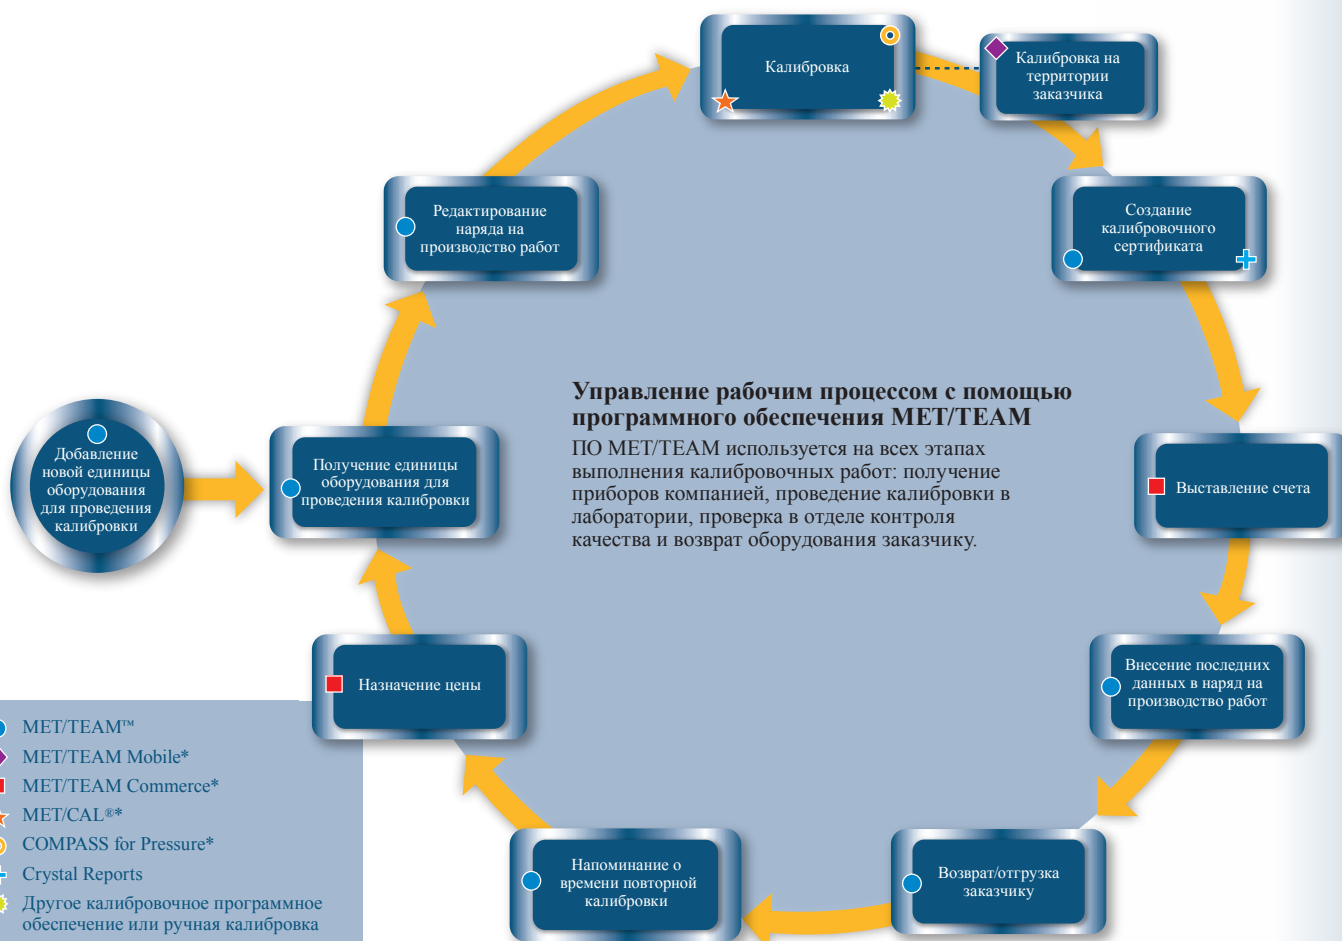 Калибровка
Калибровка на
территории
заказчика
Редактирование
наряда на
производство работ
Создание
калибровочного
сертификата
Управление рабочим процессом с помощью
программного обеспечения MET/TEAM
ПО MET/TEAM используется на всех этапах
выполнения калибровочных работ: получение
приборов компанией, проведение калибровки в
лаборатории, проверка в отделе контроля
качества и возврат оборудования заказчику.
Добавление
новой единицы
оборудования
для проведения
калибровки
Получение единицы
оборудования для
проведения калибровки
Выставление счета
Назначение цены
Внесение последних
данных в наряд на
производство работ
Напоминание о
времени повторной
калибровки
Возврат/отгрузка
заказчику
MET/TEAM™
MET/TEAM Mobile*
MET/TEAM Commerce*
MET/CAL®*
COMPASS for Pressure*
Crystal Reports
Другое калибровочное программное
обеспечение или ручная калибровка